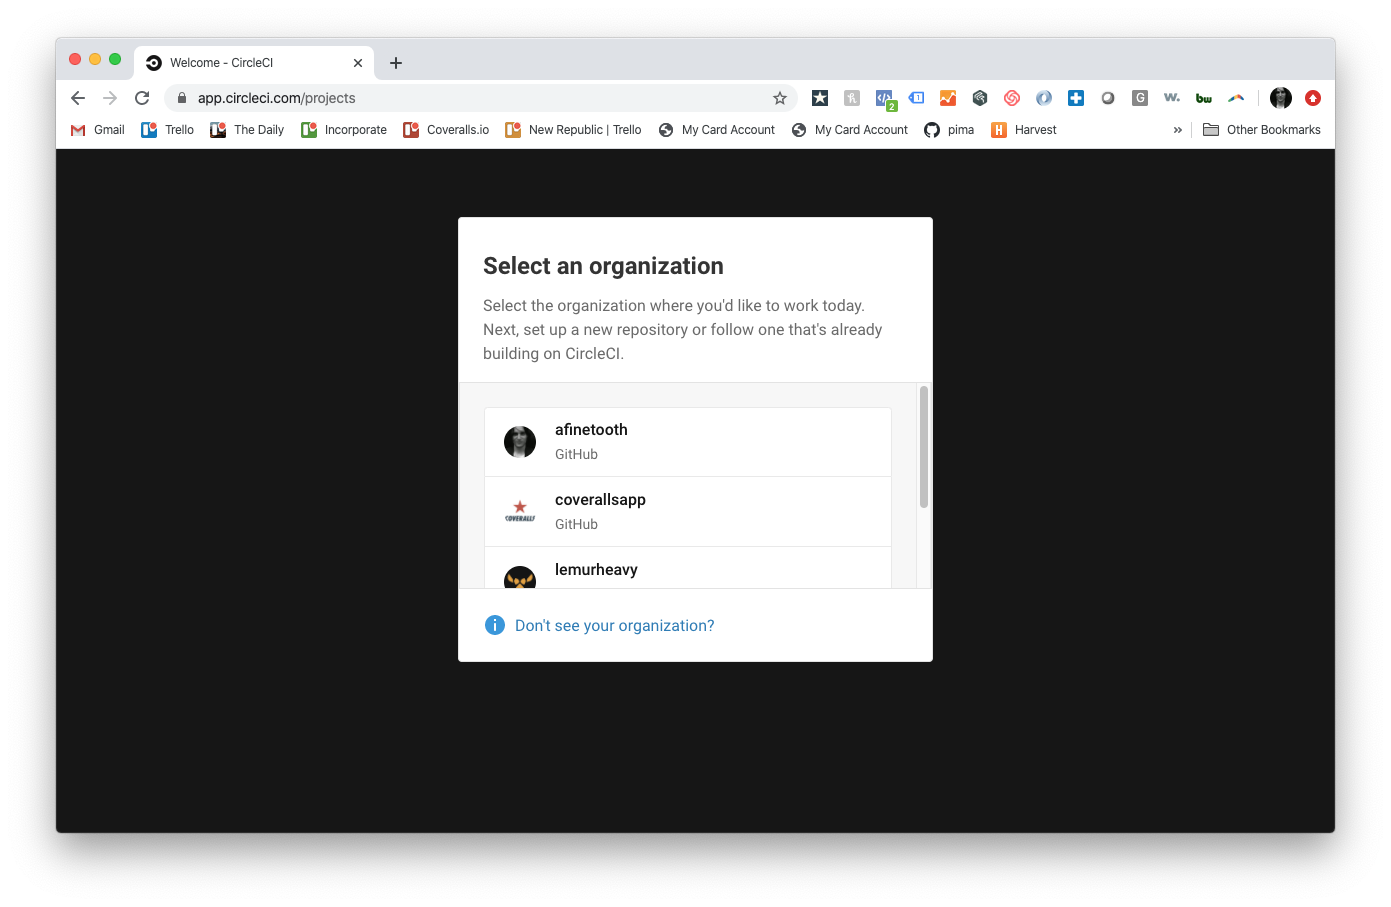 Welcome - CircleCI
app.circleci.com/projects
2
1
G
w.
bw
Gmail
Trello
The Daily
Incorporate
Coveralls.io
New Republic | Trello
My Card Account
My Card Account
pima
H
Harvest
»
Other Bookmarks
Select an organization
Select the organization where you'd like to work today.
Next, set up a new repository or follow one that's already
building on CircleCI.
afinetooth
GitHub
coverallsapp
GitHub
lemurheavy
Don't see your organization?